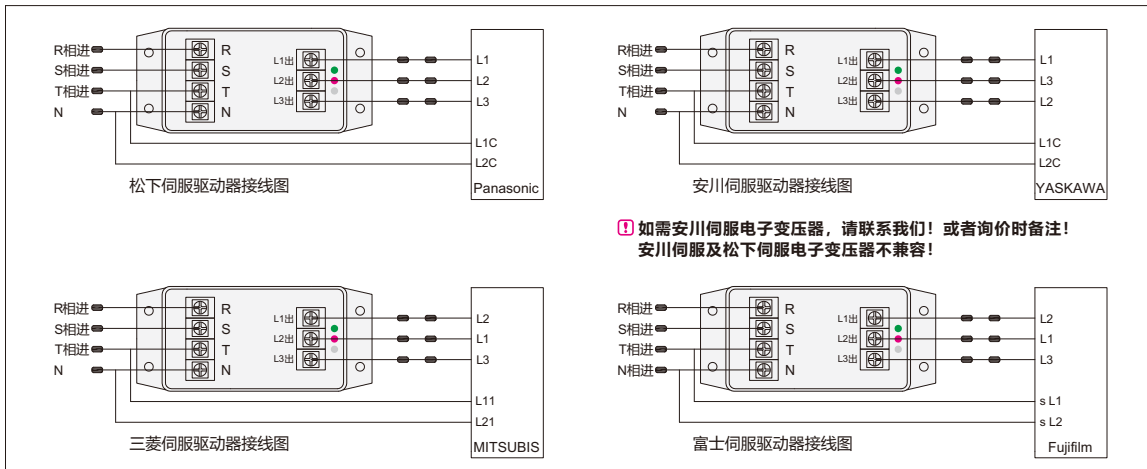 R相进
S相进
T相进
N
R
S
T
N
L1出
L2出
L3出
L1
L2
L3
L1C
L2C
松下伺服驱动器接线图
Panasonic
R相进
S相进
T相进
N
R
S
T
N
L1出
L2出
L3出
L1
L3
L2
L1C
L2C
安川伺服驱动器接线图
YASKAWA
! 如需安川伺服电子变压器，请联系我们！或者询价时备注！
安川伺服及松下伺服电子变压器不兼容！
R相进
S相进
T相进
N
R
S
T
N
L1出
L2出
L3出
L2
L1
L3
L11
L21
三菱伺服驱动器接线图
MITSUBIS
R相进
S相进
T相进
N相进
R
S
T
N
L1出
L2出
L3出
L2
L1
L3
s L1
s L2
富士伺服驱动器接线图
Fujifilm